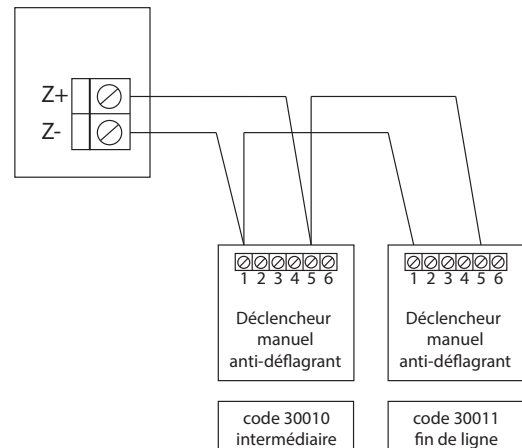 Z+
Z-
1 2 3 4 5 6
Déclencheur
manuel
anti-déflagrant
code 30010
intermédiaire
1 2 3 4 5 6
Déclencheur
manuel
anti-déflagrant
code 30011
fin de ligne